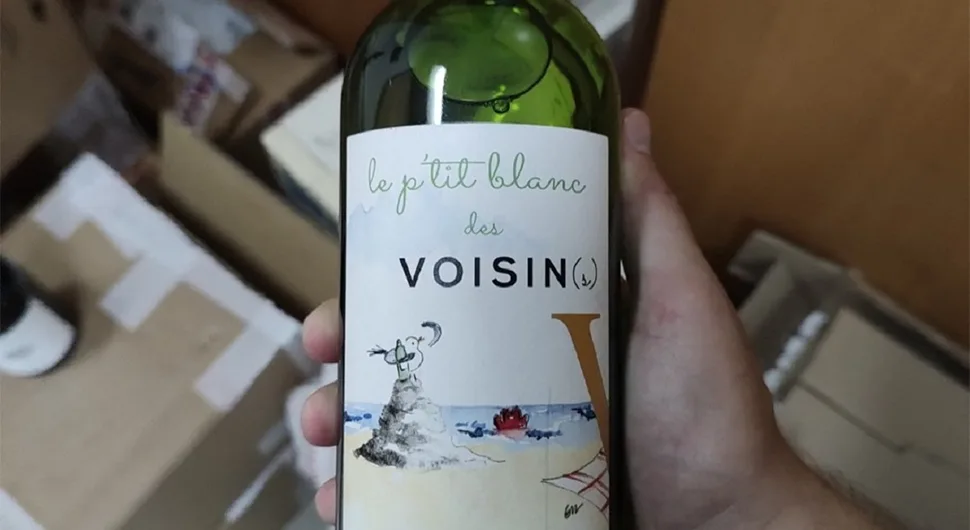 le p'tit blanc
des
VOISIN(s)
V